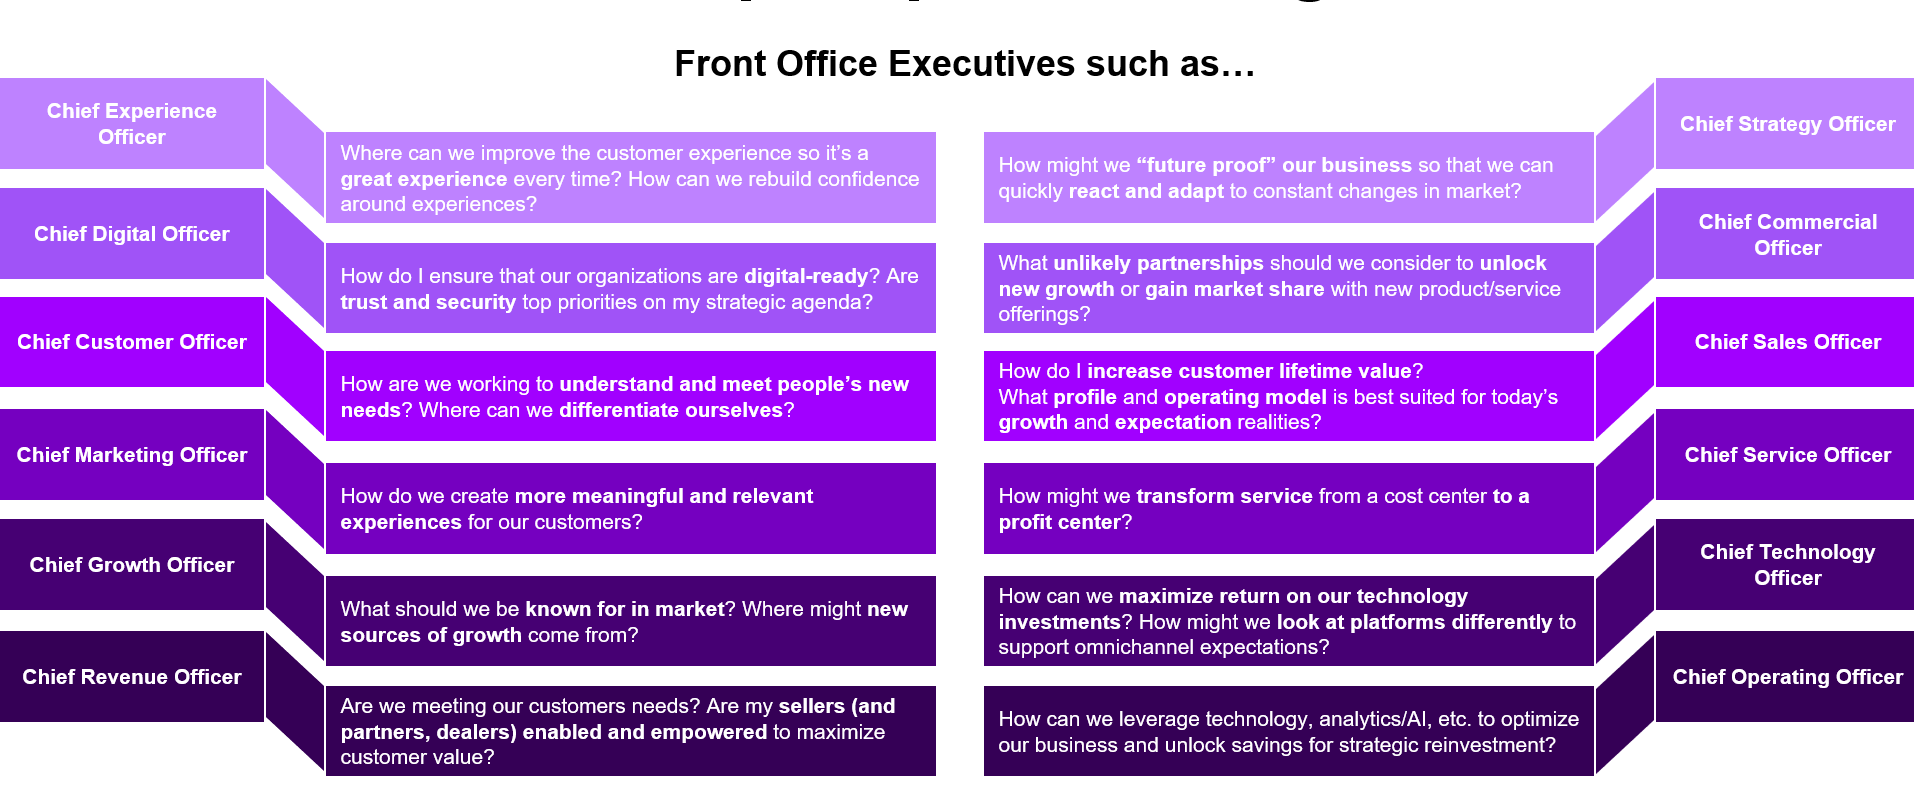 Front Office Executives such as…
Chief Experience
Officer
Where can we improve the customer experience so it’s a
great experience every time? How can we rebuild confidence
around experiences?
Chief Digital Officer
How do I ensure that our organizations are digital-ready? Are
trust and security top priorities on my strategic agenda?
Chief Customer Officer
How are we working to understand and meet people’s new
needs? Where can we differentiate ourselves?
Chief Marketing Officer
How do we create more meaningful and relevant
experiences for our customers?
Chief Growth Officer
What should we be known for in market? Where might new
sources of growth come from?
Chief Revenue Officer
Are we meeting our customers needs? Are my sellers (and
partners, dealers) enabled and empowered to maximize
customer value?
Chief Strategy Officer
How might we “future proof” our business so that we can
quickly react and adapt to constant changes in market?
Chief Commercial
Officer
What unlikely partnerships should we consider to unlock
new growth or gain market share with new product/service
offerings?
Chief Sales Officer
How do I increase customer lifetime value?
What profile and operating model is best suited for today’s
growth and expectation realities?
Chief Service Officer
How might we transform service from a cost center to a
profit center?
Chief Technology
Officer
How can we maximize return on our technology
investments? How might we look at platforms differently to
support omnichannel expectations?
Chief Operating Officer
How can we leverage technology, analytics/AI, etc. to optimize
our business and unlock savings for strategic reinvestment?